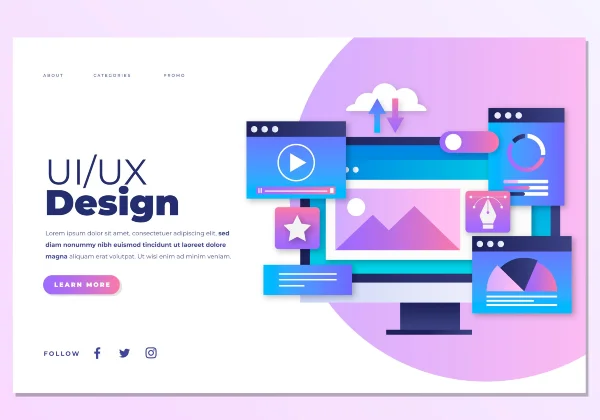 ABOUT CATEGORIES PROMO
UI/UX
Design
Lorem ipsum dolor sit amet, consectetuer adipiscing elit, sed
diam nonummy nibh euismod tincidunt ut laoreet dolore
magna aliquam erat volutpat. Ut wisi enim ad minim veniam.
LEARN MORE
FOLLOW